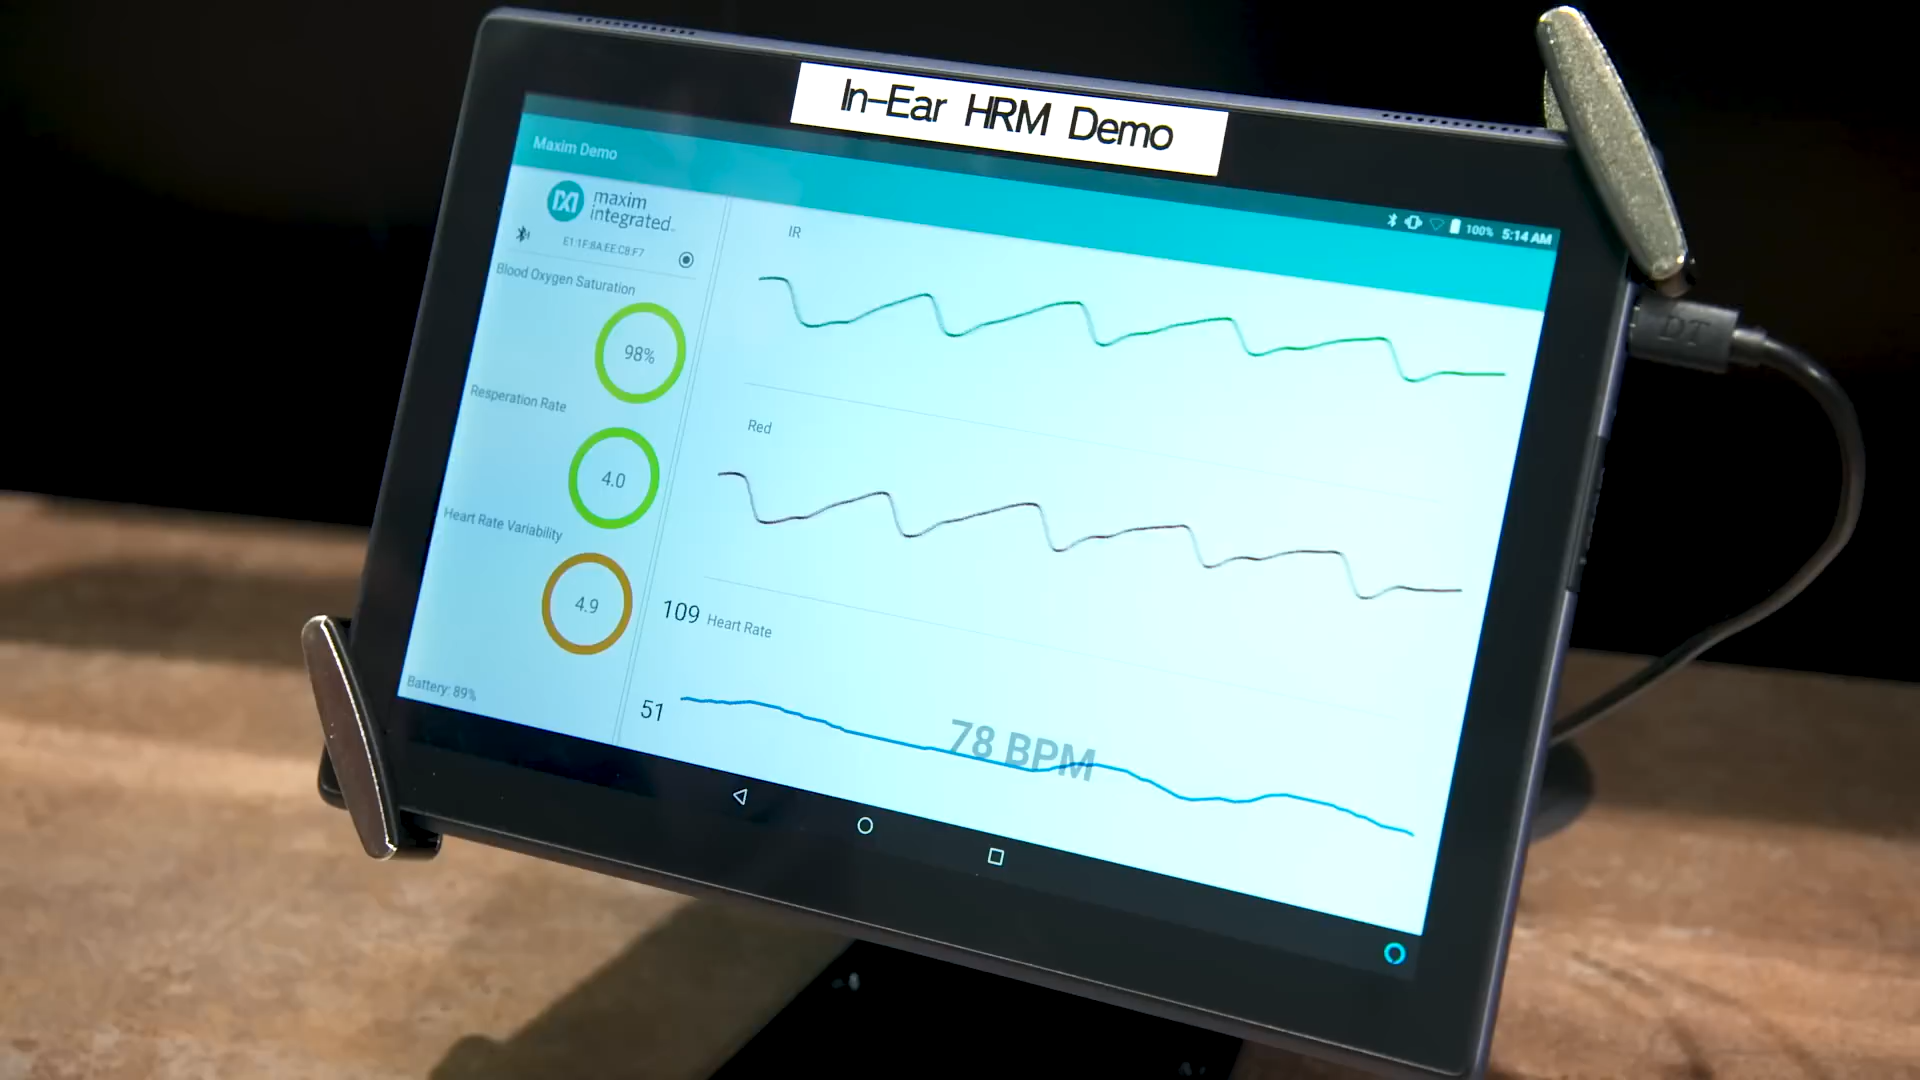 In-Ear HRM Demo
Maxim Demo
100% 5:14 AM
maxim
integrated
E1:1F:8A:EE:C8:F7
Blood Oxygen Saturation
98%
Resperation Rate
4.0
Heart Rate Variability
4.9
Battery: 89%
IR
Red
109 Heart Rate
51
78 BPM
DT